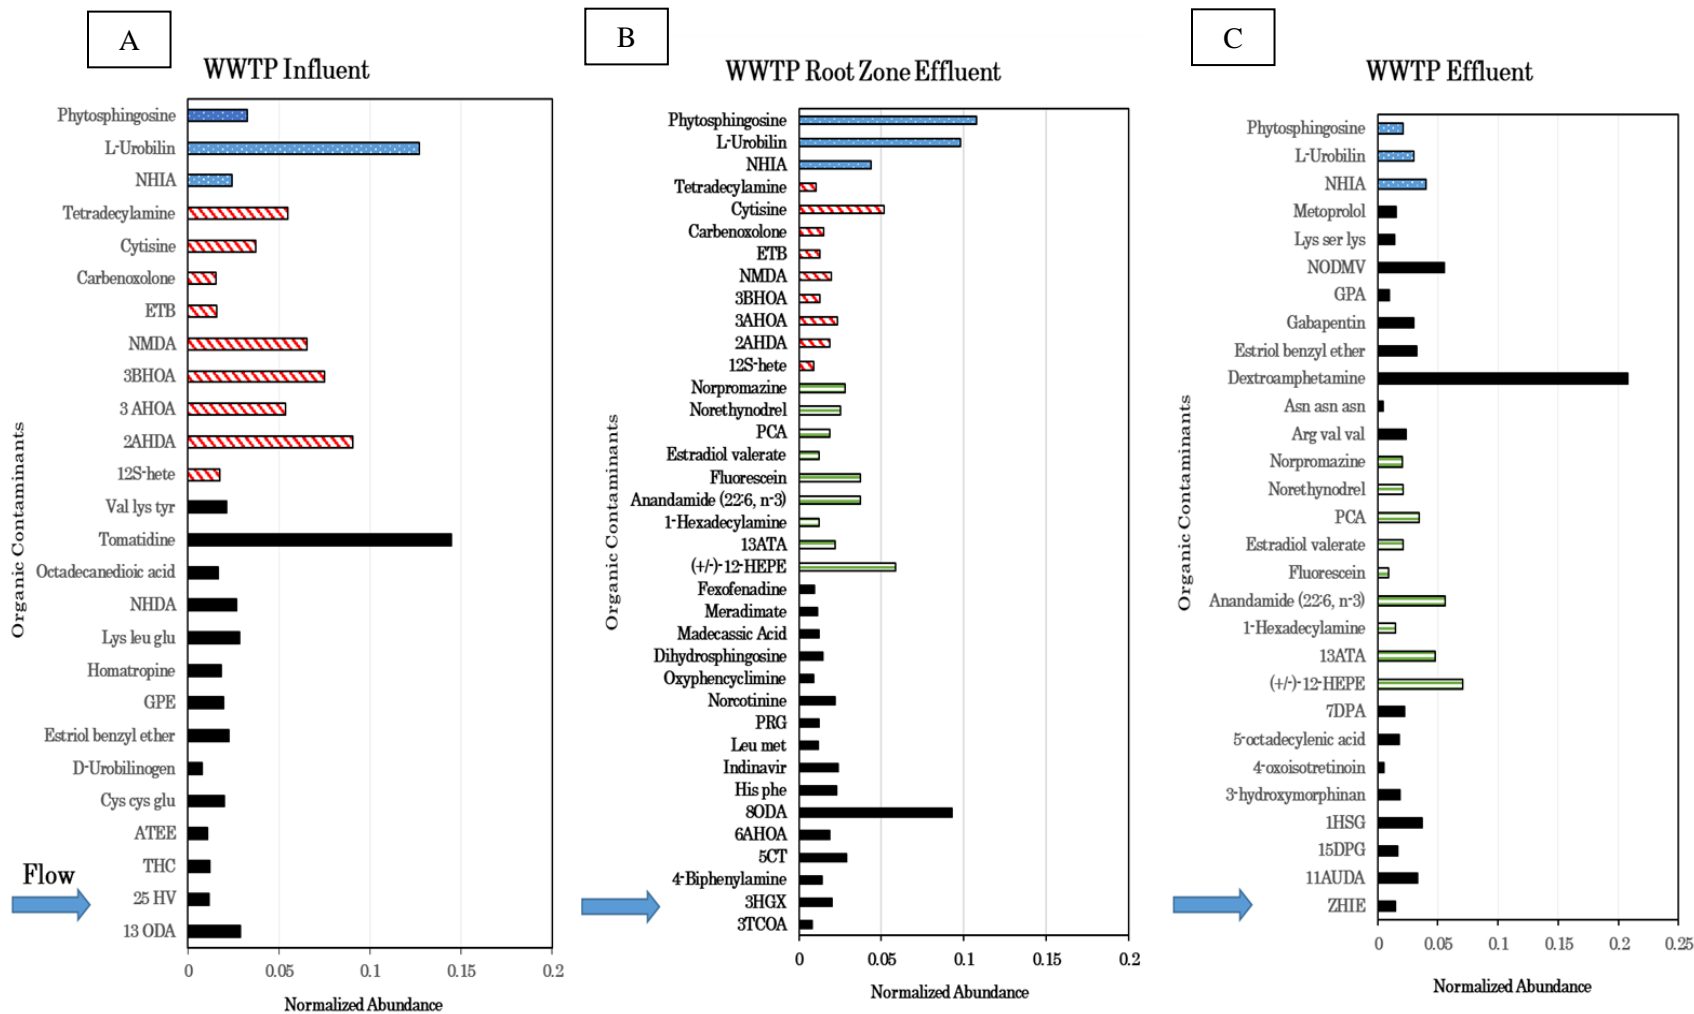 A
WWTP Influent
Organic Contaminants
Phytosphingosine
L-Urobilin
NHIA
Tetradecylamine
Cytisine
Carbenoxolone
ETB
NMDA
3BHOA
3 AHOA
2AHDA
12S-hete
Val lys tyr
Tomatidine
Octadecanedioic acid
NHDA
Lys leu glu
Homatropine
GPE
Estriol benzyl ether
D-Urobilinogen
Cys cys glu
ATEE
THC
25 HV
13 ODA
Flow
0 0.05 0.1 0.15 0.2
Normalized Abundance
B
WWTP Root Zone Effluent
Organic Contaminants
Phytosphingosine
L-Urobilin
NHIA
Tetradecylamine
Cytisine
Carbenoxolone
ETB
NMDA
3BHOA
3AHOA
2AHDA
12S-hete
Norpromazine
Norethynodrel
PCA
Estradiol valerate
Fluorescein
Anandamide (22:6, n-3)
1-Hexadecylamine
13ATA
(+/-)-12-HEPE
Fexofenadine
Meradimate
Madecassic Acid
Dihydrosphingosine
Oxyphencyclimine
Norcotinine
PRG
Leu met
Indinavir
His phe
8ODA
6AHOA
5CT
4-Biphenylamine
3HGX
3TCOA
0 0.05 0.1 0.15 0.2
Normalized Abundance
C
WWTP Effluent
Organic Contaminants
Phytosphingosine
L-Urobilin
NHIA
Metoprolol
Lys ser lys
NODMV
GPA
Gabapentin
Estriol benzyl ether
Dextroamphetamine
Asn asn asn
Arg val val
Norpromazine
Norethynodrel
PCA
Estradiol valerate
Fluorescein
Anandamide (22:6, n-3)
1-Hexadecylamine
13ATA
(+/-)-12-HEPE
7DPA
5-octadecylenic acid
4-oxoisotretinoin
3-hydroxymorphinan
1HSG
15DPG
11AUDA
ZHIE
0 0.05 0.1 0.15 0.2 0.25
Normalized Abundance